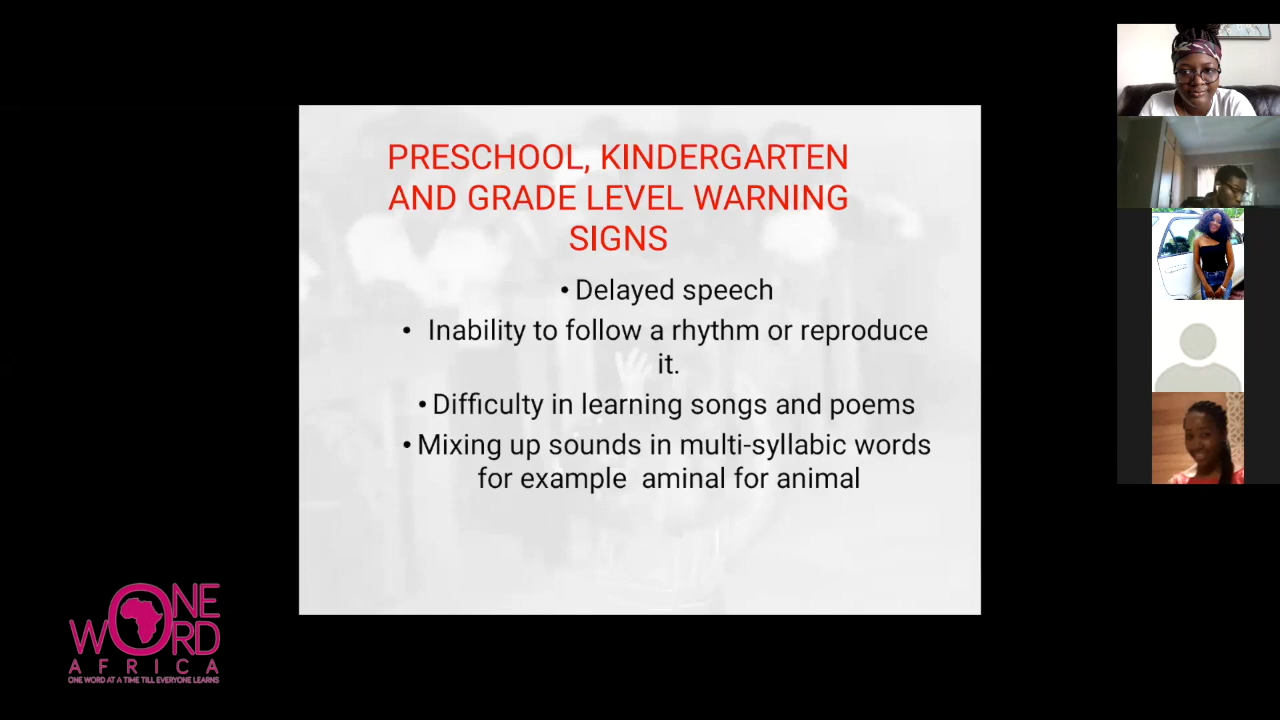 PRESCHOOL, KINDERGARTEN
AND GRADE LEVEL WARNING
SIGNS
• Delayed speech
• Inability to follow a rhythm or reproduce
it.
• Difficulty in learning songs and poems
• Mixing up sounds in multi-syllabic words
for example aminal for animal
ONE
WORD
AFRICA
ONE WORD AT A TIME TILL EVERYONE LEARNS